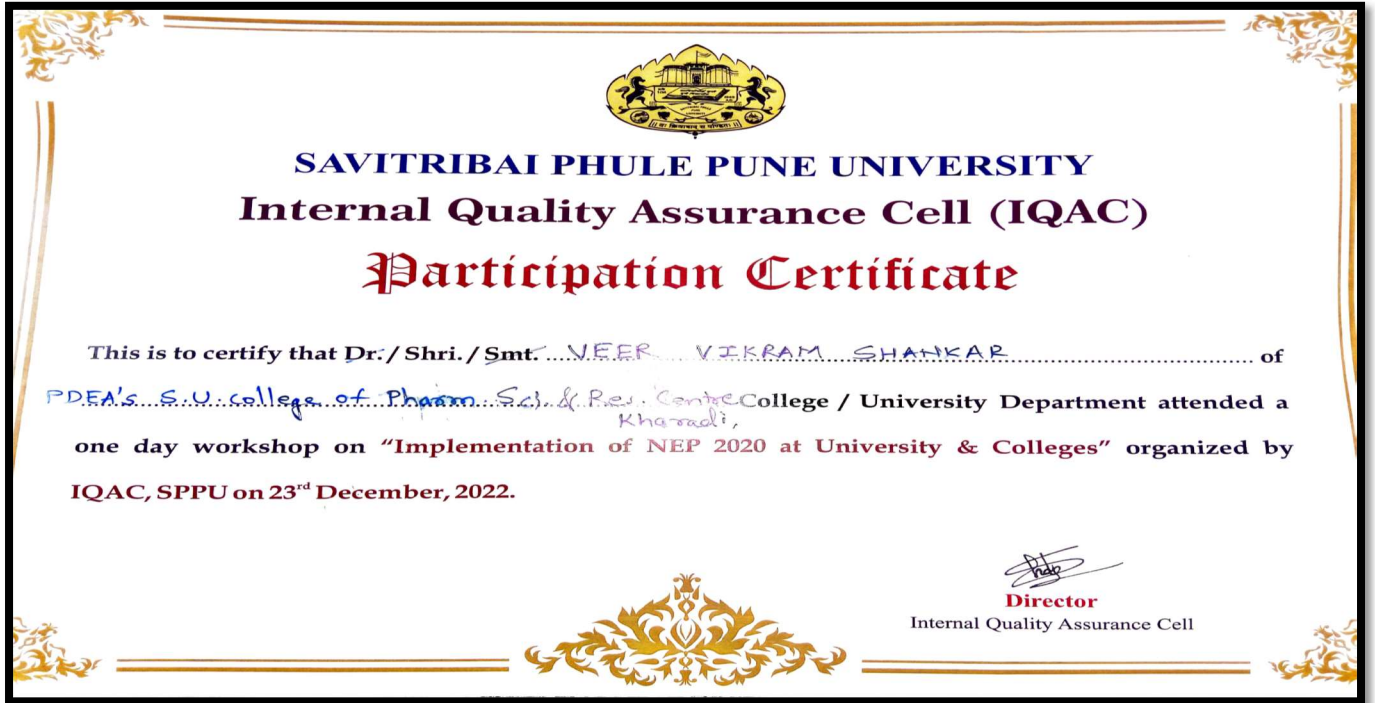 || यः क्रियावान् स पण्डितः ||
SAVITRIBAI PHULE PUNE UNIVERSITY
Internal Quality Assurance Cell (IQAC)
Participation Certificate
This is to certify that Dr./ Shri. / Smt. VEER VIKRAM SHANKAR of
PDEA's S.U. college of Pharm. Sci. & Res. Centre College / University Department attended a
Kharadi,
one day workshop on “Implementation of NEP 2020 at University & Colleges” organized by
IQAC, SPPU on 23rd December, 2022.
Director
Internal Quality Assurance Cell